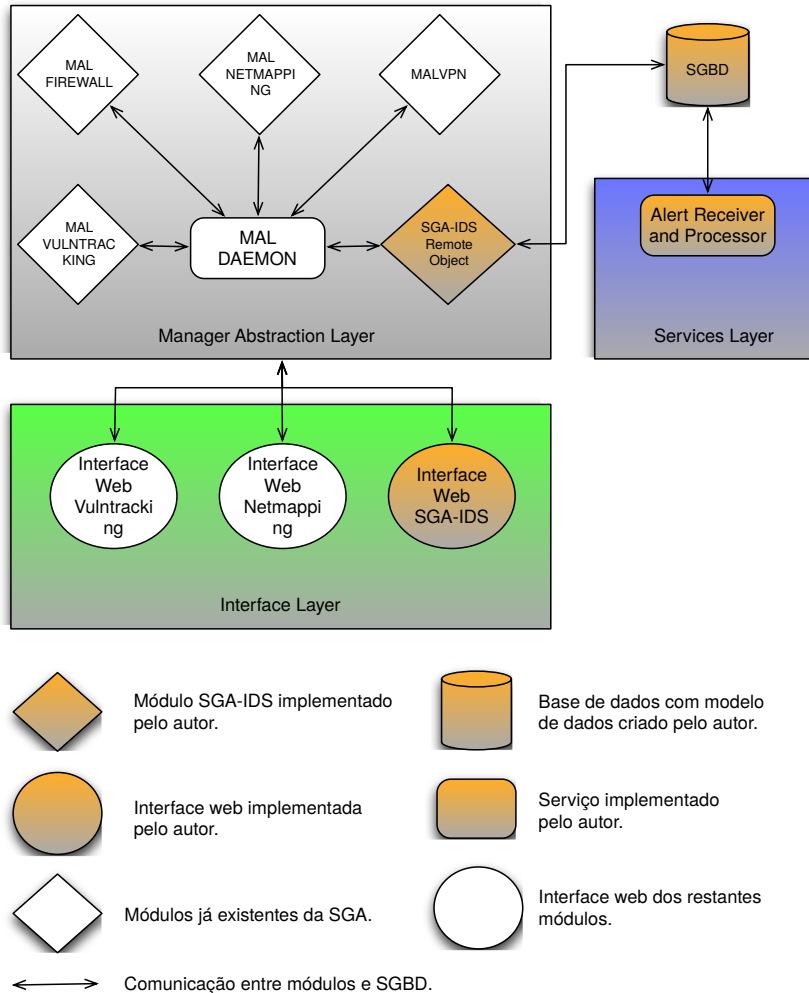 MAL
FIREWALL
MAL
NETMAPPI
NG
MALVPN
SGBD
MAL
VULNTRAC
KING
MAL
DAEMON
SGA-IDS
Remote
Object
Alert Receiver
and Processor
Manager Abstraction Layer
Services Layer
Interface
Web
Vulntracki
ng
Interface
Web
Netmappi
ng
Interface
Web
SGA-IDS
Interface Layer
Módulo SGA-IDS implementado
pelo autor.
Base de dados com modelo
de dados criado pelo autor.
Interface web implementada
pelo autor.
Serviço implementado
pelo autor.
Módulos já existentes da SGA.
Interface web dos restantes
módulos.
Comunicação entre módulos e SGBD.